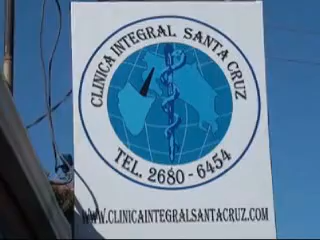 CLINICA INTEGRAL SANTA CRUZ
TEL. 2680 - 6454
WWW.CLINICAINTEGRALSANTACRUZ.COM